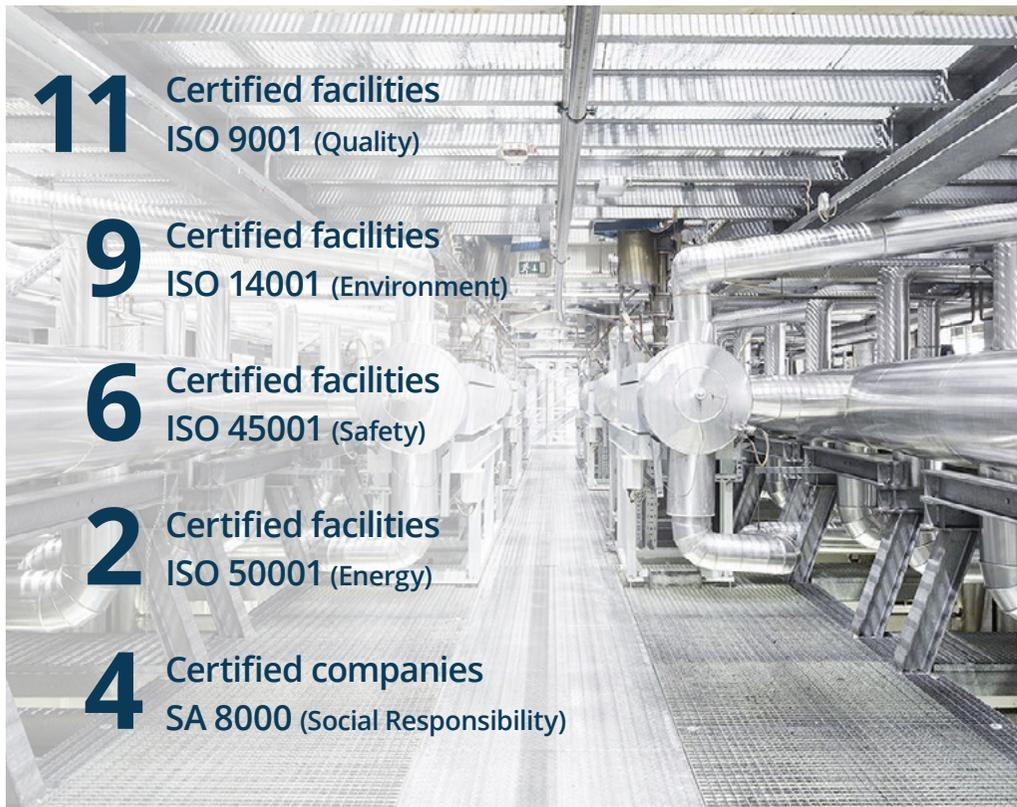 11 Certified facilities
ISO 9001 (Quality)
9 Certified facilities
ISO 14001 (Environment)
6 Certified facilities
ISO 45001 (Safety)
2 Certified facilities
ISO 50001 (Energy)
4 Certified companies
SA 8000 (Social Responsibility)